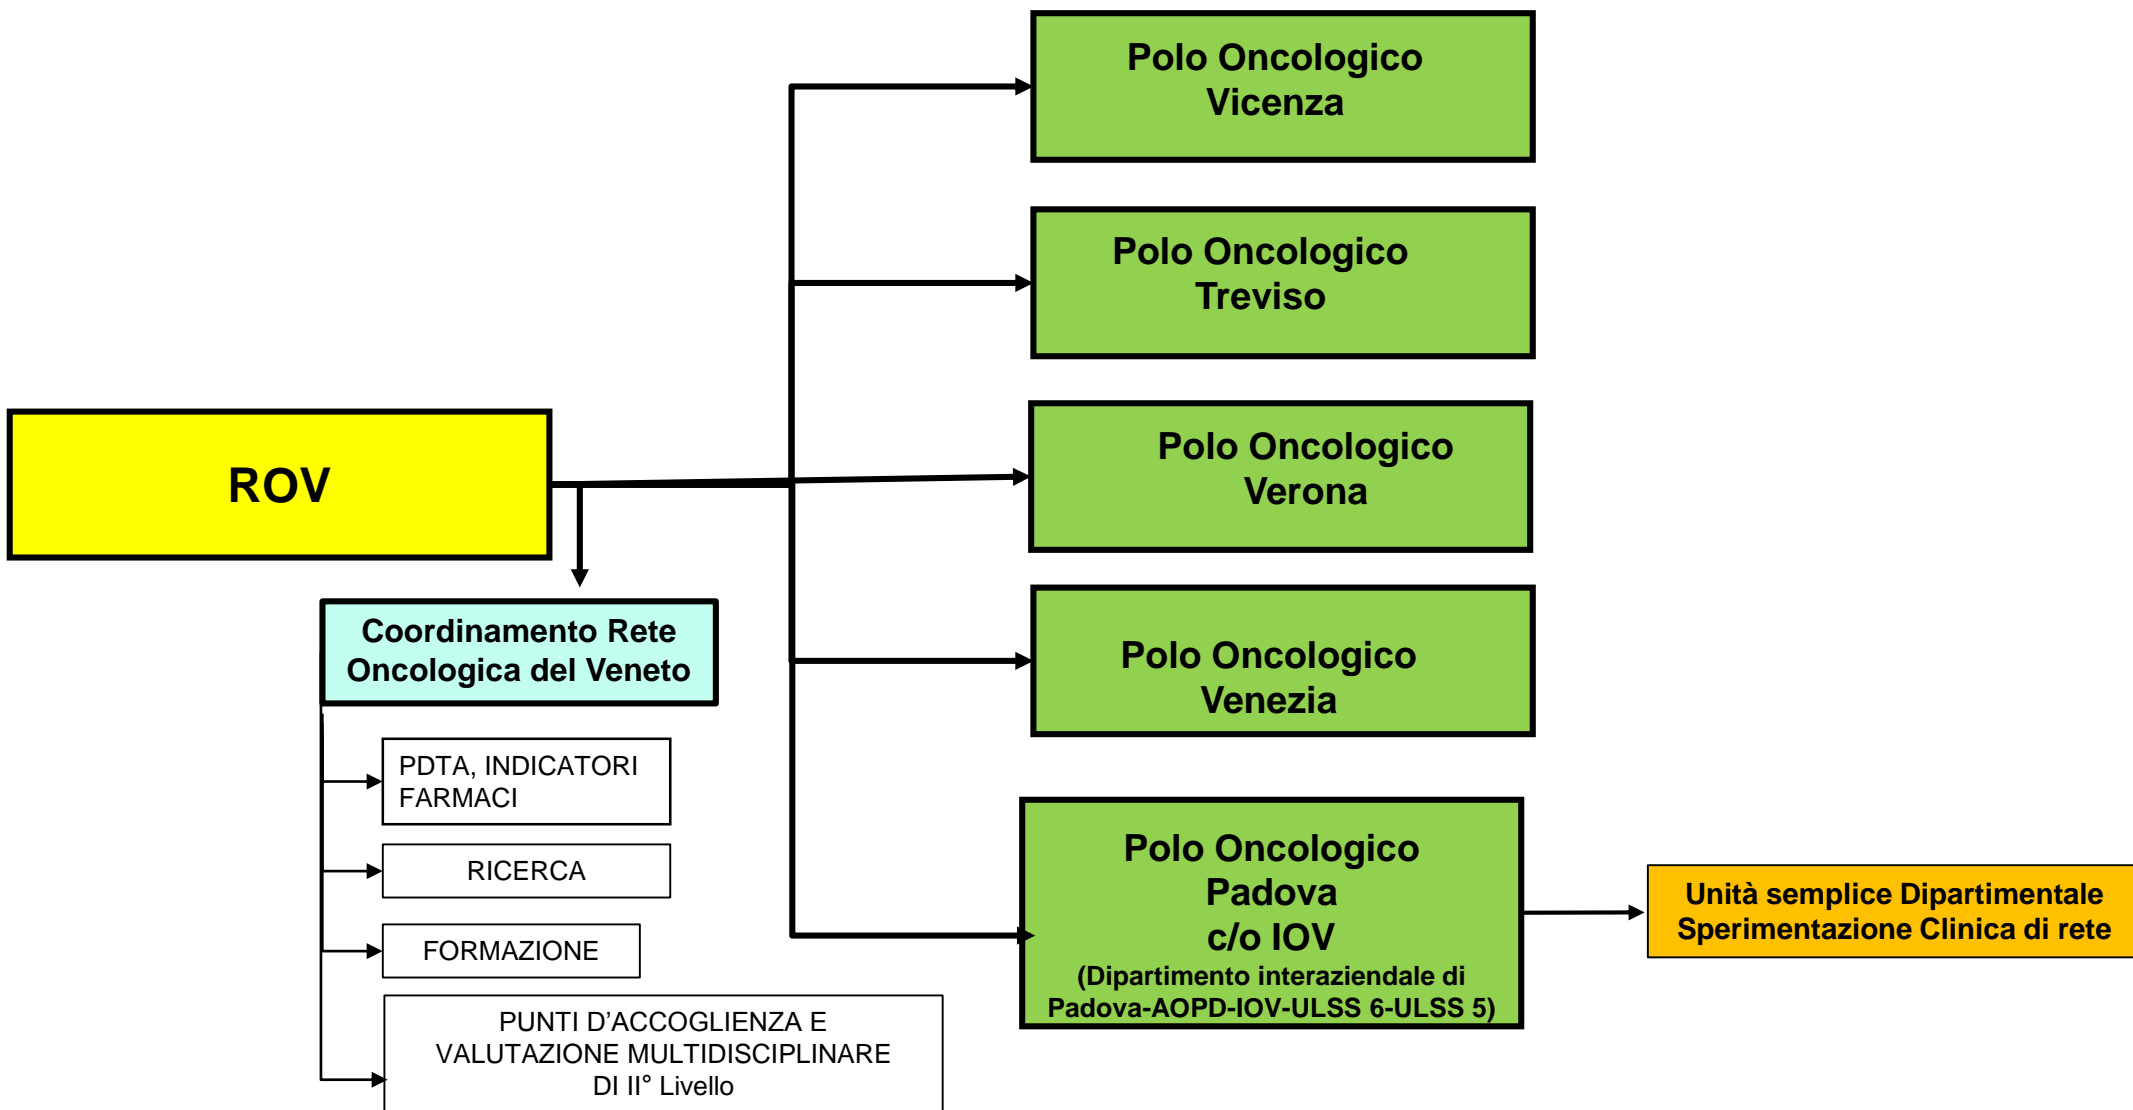 Polo Oncologico
Vicenza
Polo Oncologico
Treviso
Polo Oncologico
Verona
ROV
Coordinamento Rete
Oncologica del Veneto
Polo Oncologico
Venezia
PDTA, INDICATORI
FARMACI
RICERCA
FORMAZIONE
PUNTI D’ACCOGLIENZA E
VALUTAZIONE MULTIDISCIPLINARE
DI II° Livello
Polo Oncologico
Padova
c/o IOV
(Dipartimento interaziendale di
Padova-AOPD-IOV-ULSS 6-ULSS 5)
Unità semplice Dipartimentale
Sperimentazione Clinica di rete